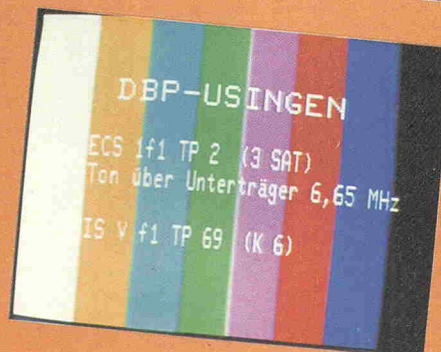 DBP-USINGEN
ECS 1f1 TP 2 (3 SAT)
Ton über Unterträger 6,65 MHz
IS V f1 TP 69 (K 6)